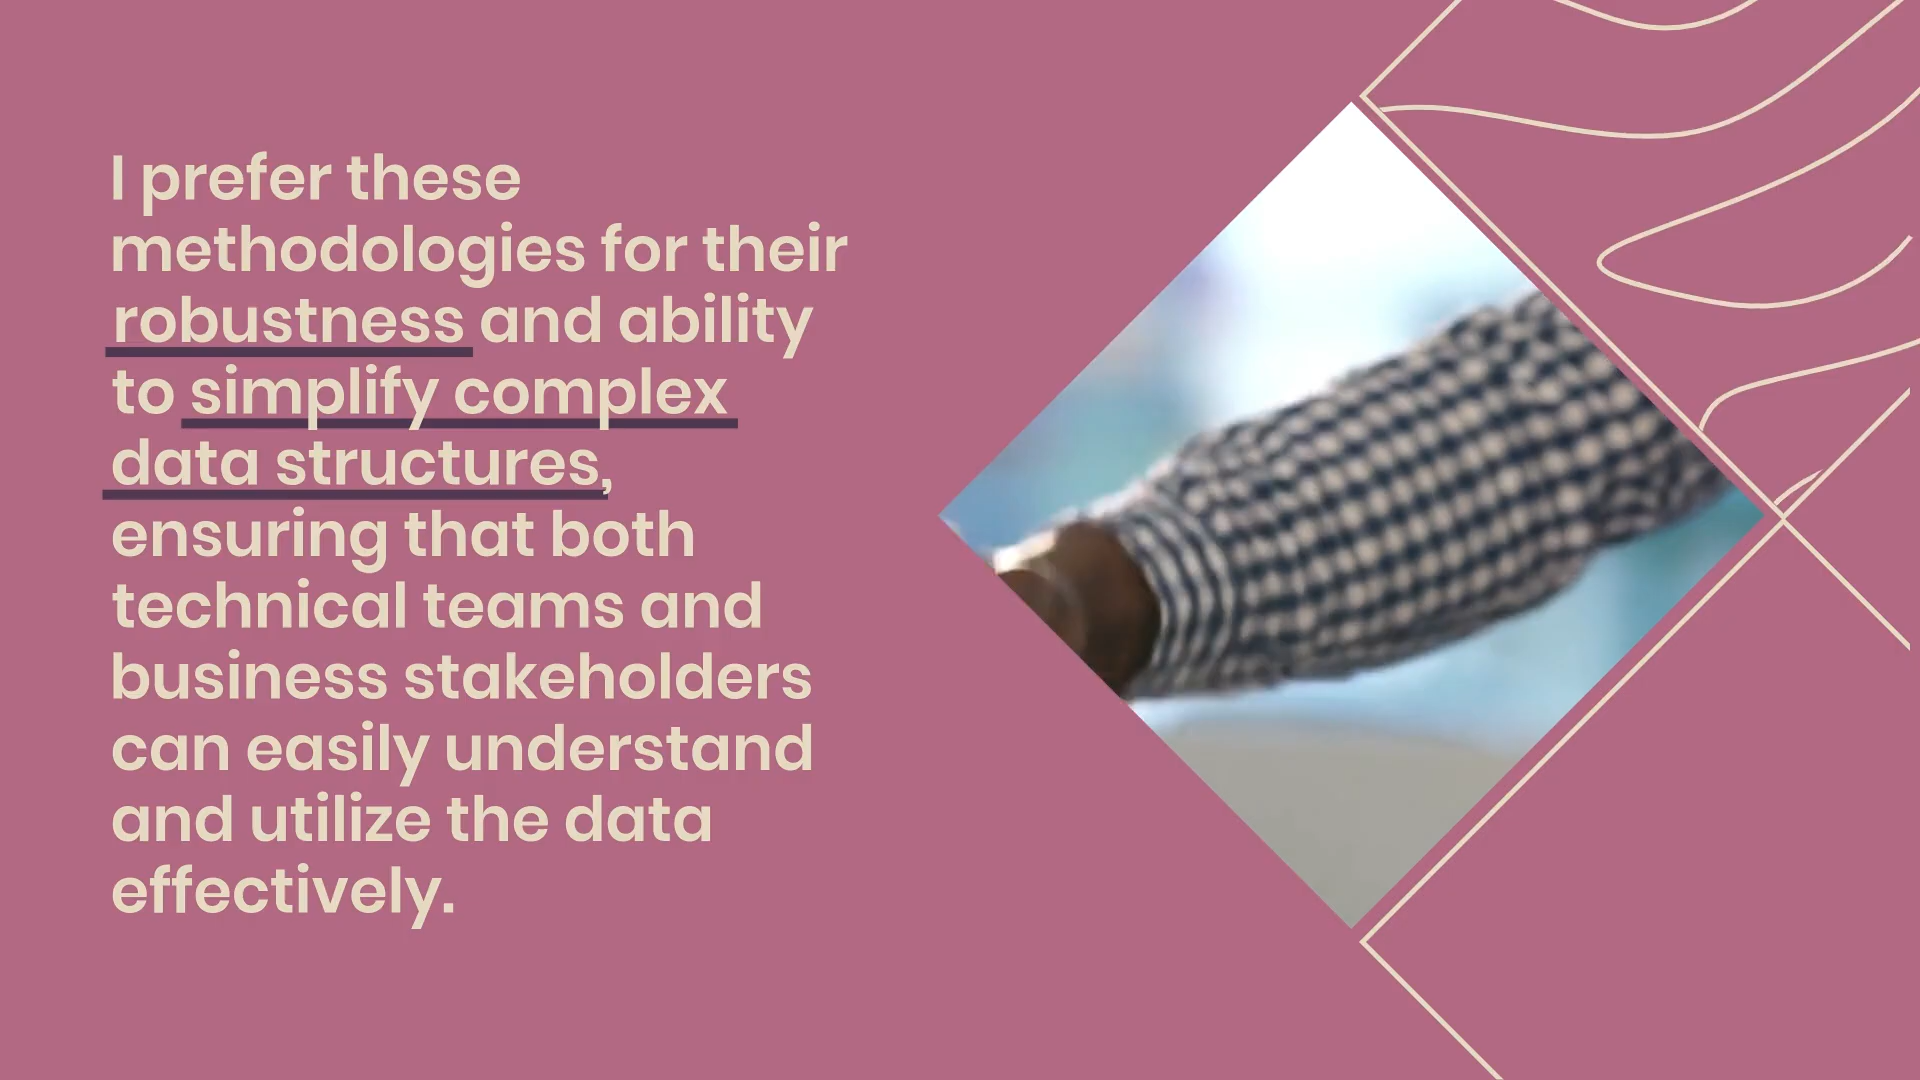 I prefer these
methodologies for their
robustness and ability
to simplify complex
data structures,
ensuring that both
technical teams and
business stakeholders
can easily understand
and utilize the data
effectively.